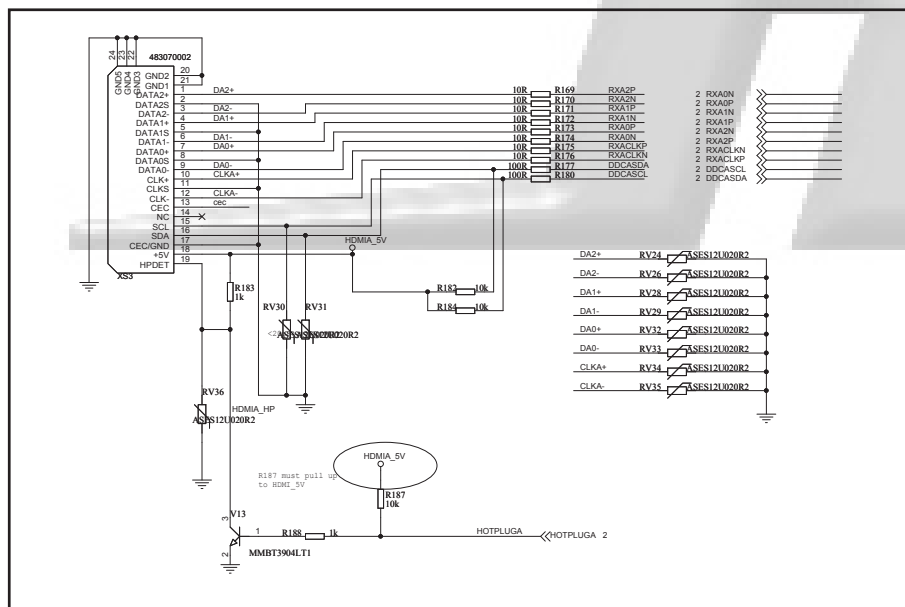 483070002
24 GND5
23 GND4
22 GND3
GND2 20
GND1 21
DATA2+ 1 DA2+
DATA2S 2
DATA2- 3 DA2-
DATA1+ 4 DA1+
DATA1S 5
DATA1- 6 DA1-
DATA0+ 7 DA0+
DATA0S 8
DATA0- 9 DA0-
CLK+ 10 CLKA+
CLKS 11
CLK- 12 CLKA-
CEC 13 cec
NC 14
SCL 15
SDA 16
CEC/GND 17
+5V 18
HPDET 19
XS3
10R R169 RXA2P
10R R170 RXA2N
10R R171 RXA1P
10R R172 RXA1N
10R R173 RXA0P
10R R174 RXA0N
10R R175 RXACLKP
10R R176 RXACLKN
100R R177 DDCASDA
100R R180 DDCASCL
2 RXA0N
2 RXA0P
2 RXA1N
2 RXA1P
2 RXA2N
2 RXA2P
2 RXACLKN
2 RXACLKP
2 DDCASCL
2 DDCASDA
HDMIA_5V
R183
1k
R182 10k
R184 10k
RV30 RV31
DA2+ RV24 ASES12U020R2
DA2- RV26 ASES12U020R2
DA1+ RV28 ASES12U020R2
DA1- RV29 ASES12U020R2
DA0+ RV32 ASES12U020R2
DA0- RV33 ASES12U020R2
CLKA+ RV34 ASES12U020R2
CLKA- RV35 ASES12U020R2
RV36
HDMIA_HP
ASES12U020R2
R187 must pull up
to HDMI_5V
HDMIA_5V
R187
10k
V13
3
1
2
R188 1k
HOTPLUGA
HOTPLUGA 2
MMBT3904LT1